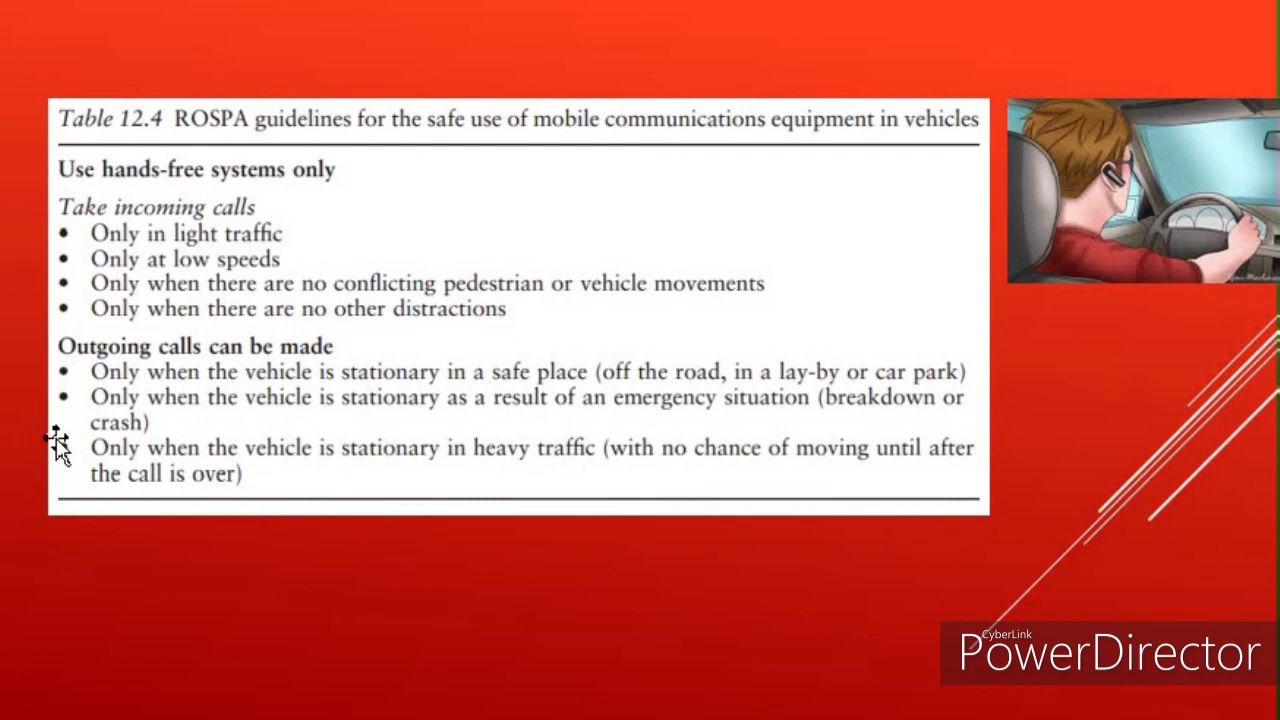 Table 12.4 ROSPA guidelines for the safe use of mobile communications equipment in vehicles
Use hands-free systems only
Take incoming calls
• Only in light traffic
• Only at low speeds
• Only when there are no conflicting pedestrian or vehicle movements
• Only when there are no other distractions
Outgoing calls can be made
• Only when the vehicle is stationary in a safe place (off the road, in a lay-by or car park)
• Only when the vehicle is stationary as a result of an emergency situation (breakdown or
crash)
Only when the vehicle is stationary in heavy traffic (with no chance of moving until after
the call is over)
CyberLink
PowerDirector